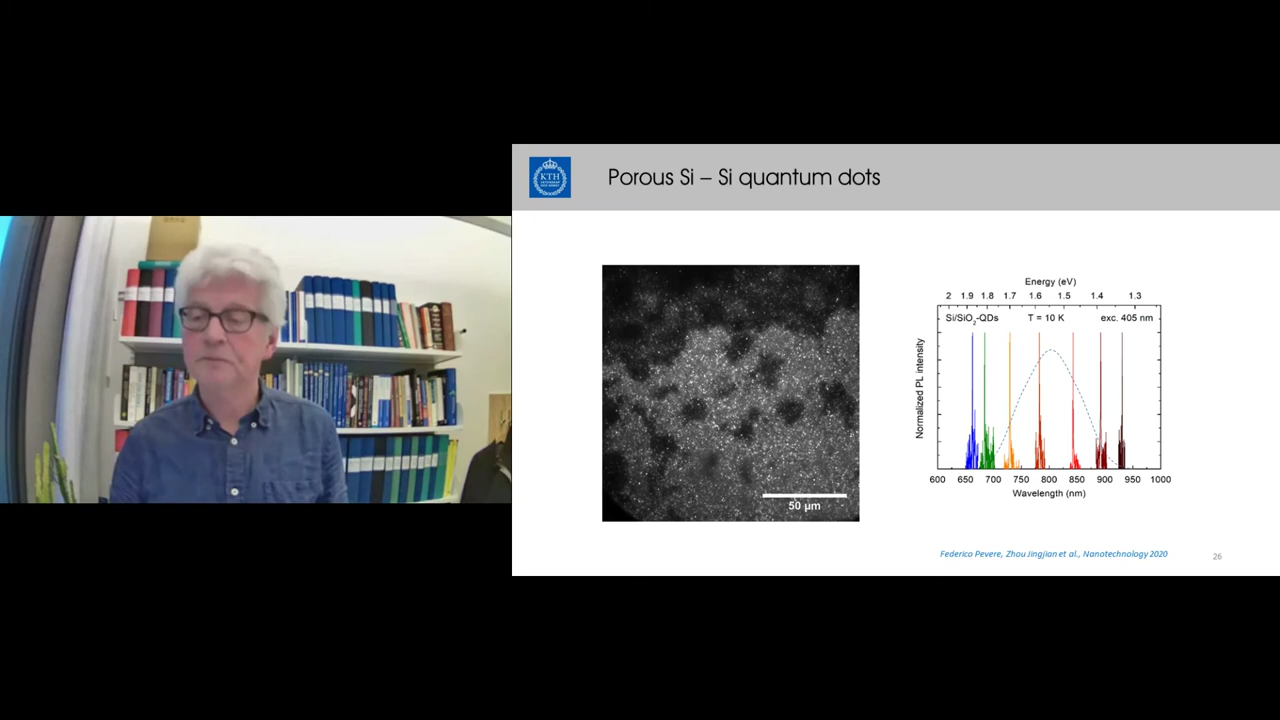 KTH
Porous Si – Si quantum dots
50 µm
Energy (eV)
2 1.9 1.8 1.7 1.6 1.5 1.4 1.3
Si/SiO2-QDs T = 10 K exc. 405 nm
Normalized PL intensity
600 650 700 750 800 850 900 950 1000
Wavelength (nm)
Federico Pevere, Zhou Jingjian et al., Nanotechnology 2020
26